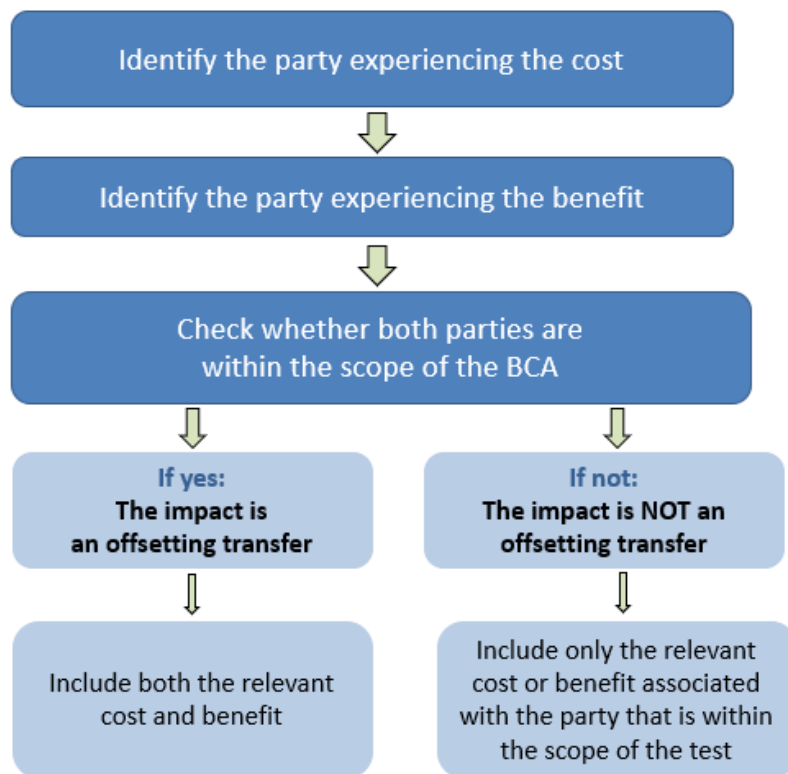 Identify the party experiencing the cost
Identify the party experiencing the benefit
Check whether both parties are
within the scope of the BCA
If yes:
The impact is
an offsetting transfer
If not:
The impact is NOT an
offsetting transfer
Include both the relevant
cost and benefit
Include only the relevant
cost or benefit associated
with the party that is within
the scope of the test